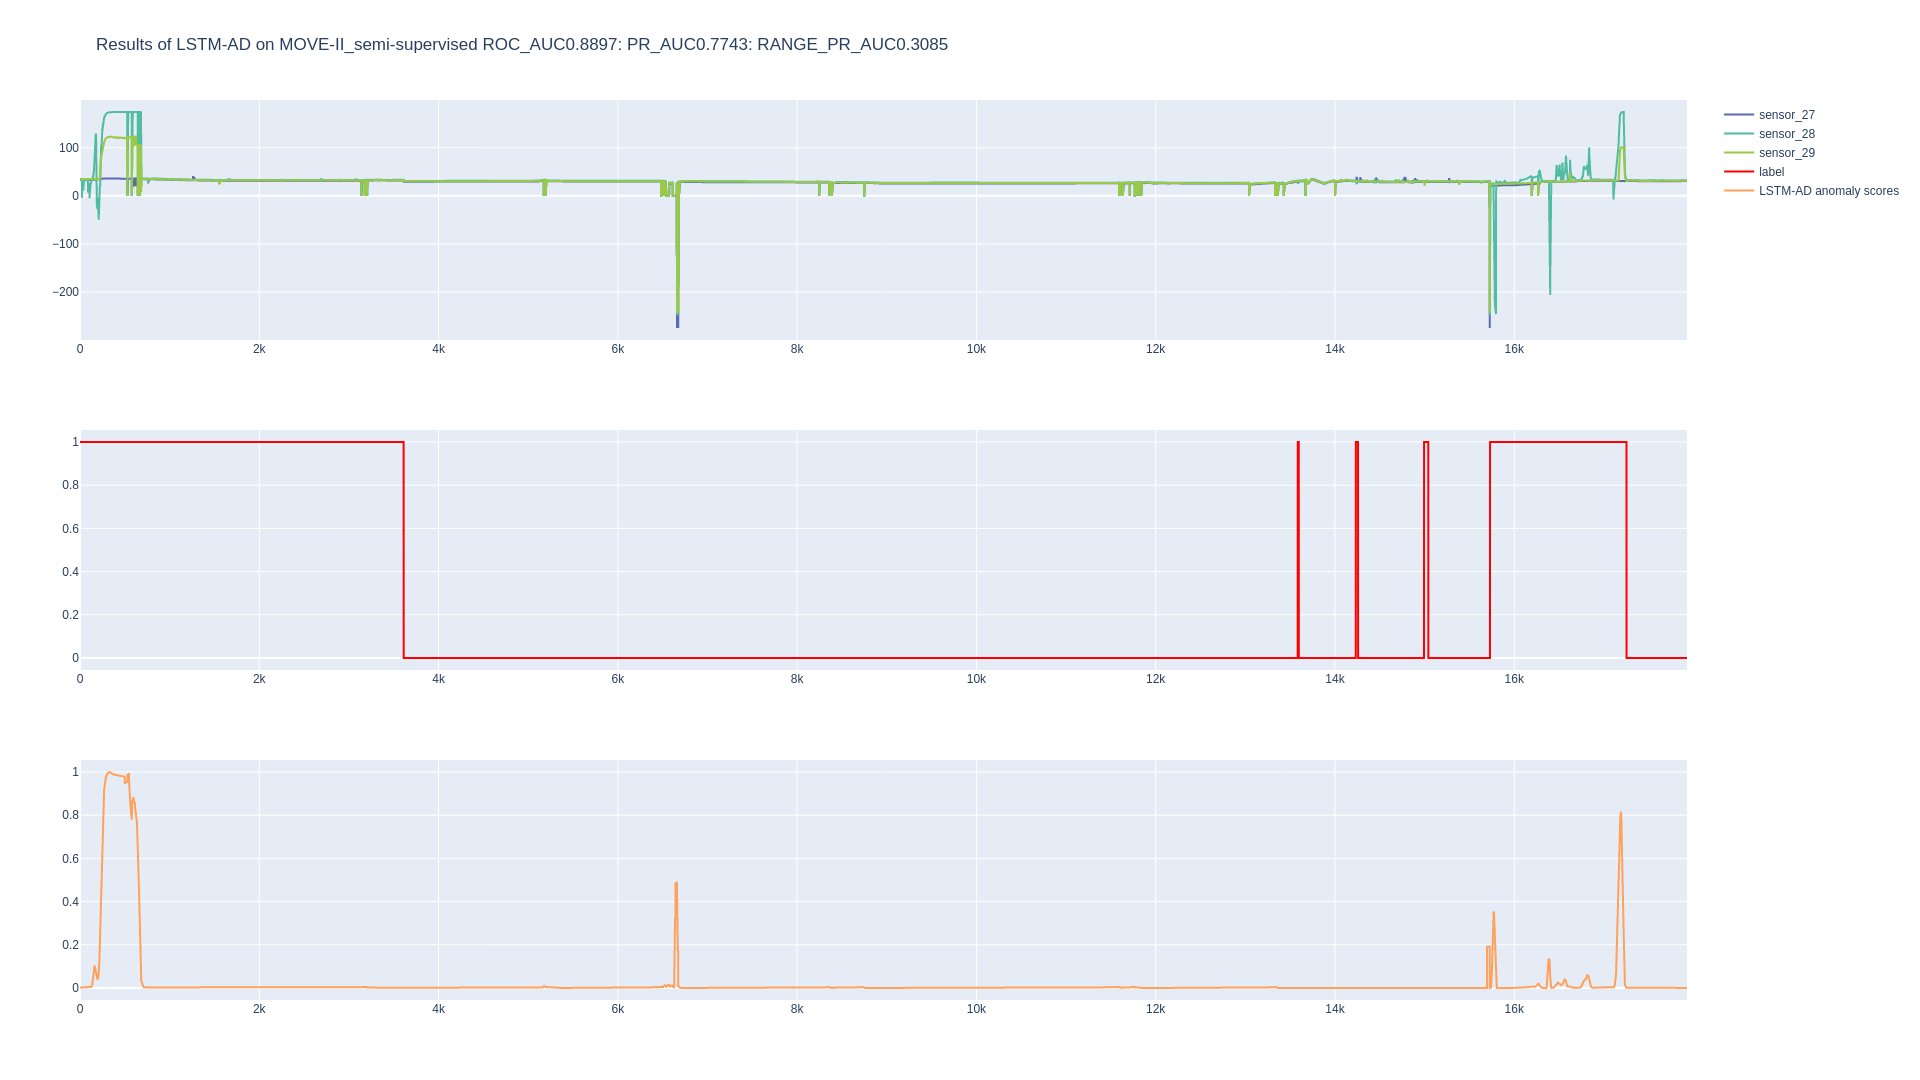 Results of LSTM-AD on MOVE-II_semi-supervised ROC_AUC0.8897: PR_AUC0.7743: RANGE_PR_AUC0.3085
100
0
−100
−200
0 2k 4k 6k 8k 10k 12k 14k 16k
sensor_27
sensor_28
sensor_29
label
LSTM-AD anomaly scores
1
0.8
0.6
0.4
0.2
0
0 2k 4k 6k 8k 10k 12k 14k 16k
1
0.8
0.6
0.4
0.2
0
0 2k 4k 6k 8k 10k 12k 14k 16k